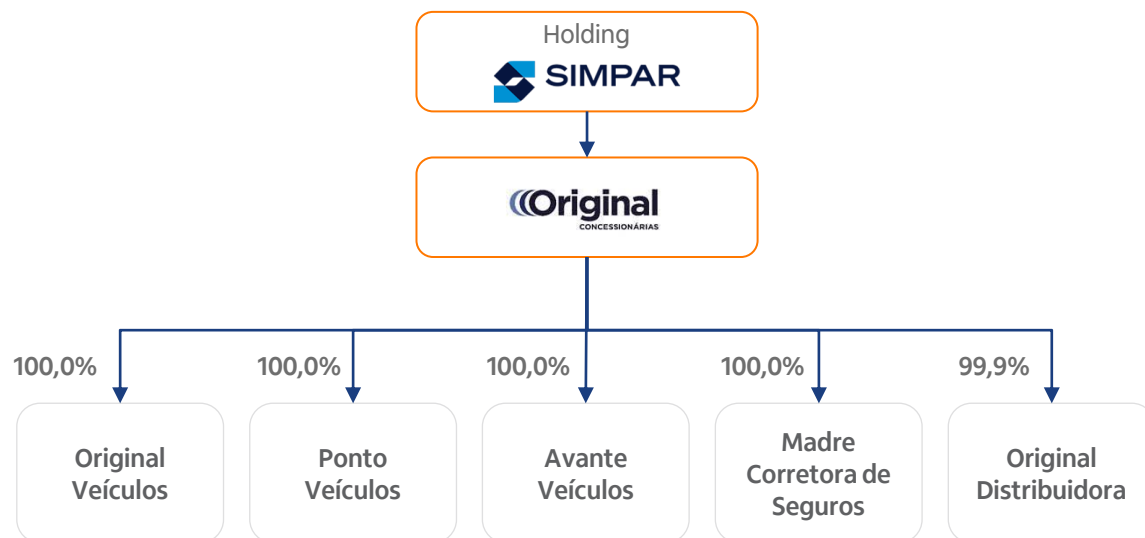 Holding
SIMPAR
Original
CONCESSIONÁRIAS
100,0%
100,0%
100,0%
100,0%
99,9%
Original
Veículos
Ponto
Veículos
Avante
Veículos
Madre
Corretora de
Seguros
Original
Distribuidora